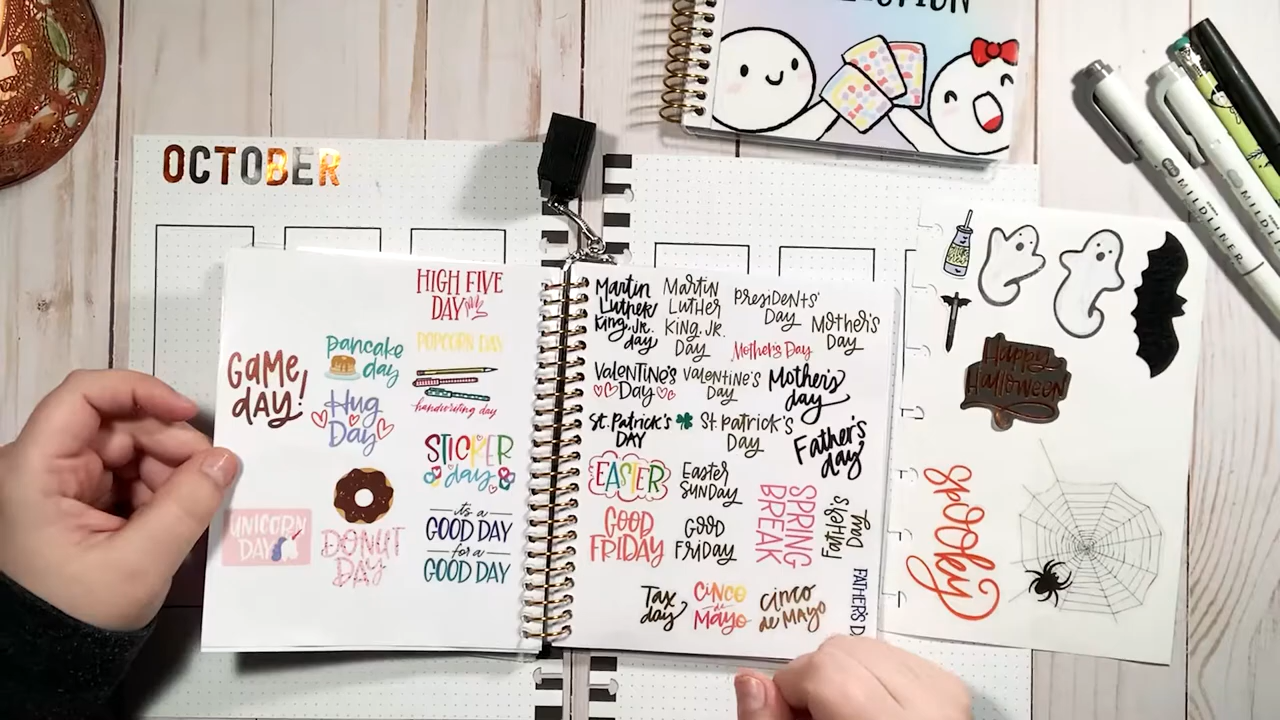 OCTOBER
HIGH FIVE
DAY
POPCORN DAY
PANCAKE
day
GAME
DAY!
Hug
Day
handwriting day
STICKER
day
UNICORN
DAY
DONUT
DAY
it's a
GOOD DAY
for a
GOOD DAY
Martin
Luther
King, Jr.
day
Martin
Luther
King, Jr.
Day
Presidents'
Day
Mother's
Day
Mother's Day
Valentine's
Day
Valentine's
Day
Mother's
day
St. Patrick's
DAY
St. Patrick's
Day
Father's
day
EASTER
Easter
SUNDAY
SPRING
BREAK
Father's
Day
GOOD
FRIDAY
GOOD
FRIDAY
FATHER'S D
Tax
day
CINCO
de
Mayo
cinco
de Mayo
Happy
Halloween
spooky
MILDLINER
MILDLINER